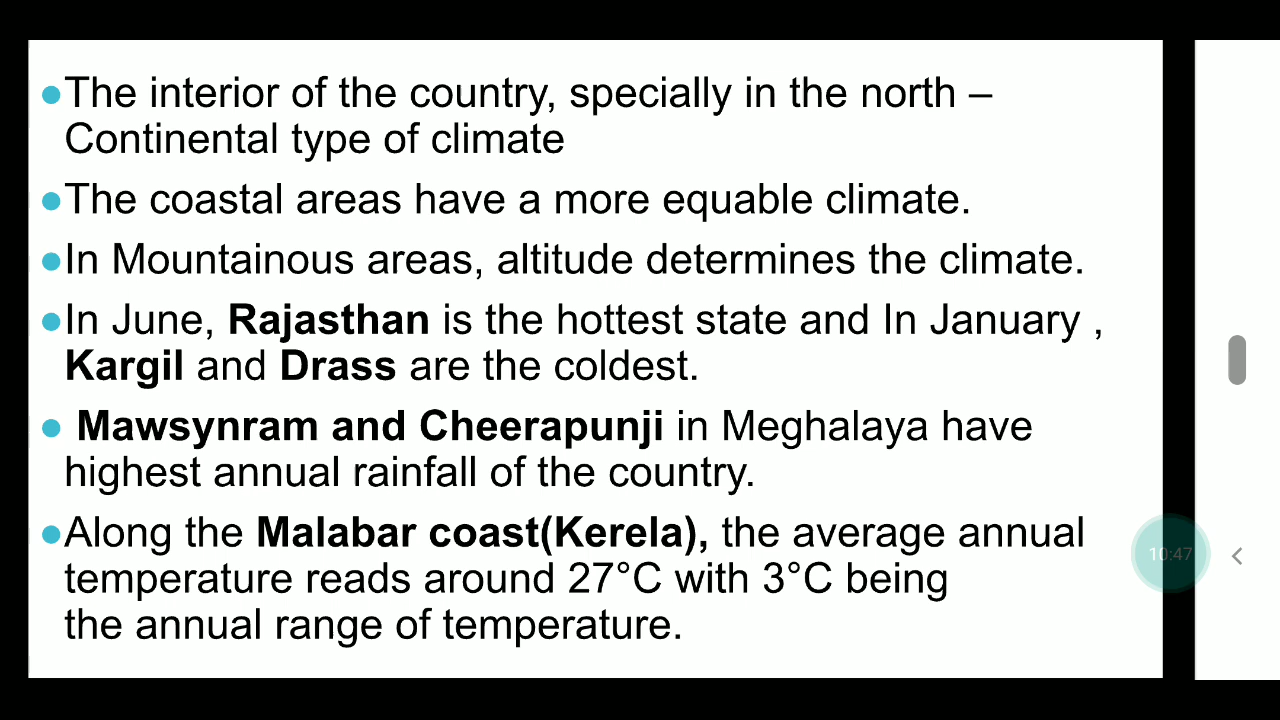 ●The interior of the country, specially in the north –
Continental type of climate
●The coastal areas have a more equable climate.
●In Mountainous areas, altitude determines the climate.
●In June, Rajasthan is the hottest state and In January ,
Kargil and Drass are the coldest.
● Mawsynram and Cheerapunji in Meghalaya have
highest annual rainfall of the country.
●Along the Malabar coast(Kerela), the average annual
temperature reads around 27°C with 3°C being
the annual range of temperature.
10:47